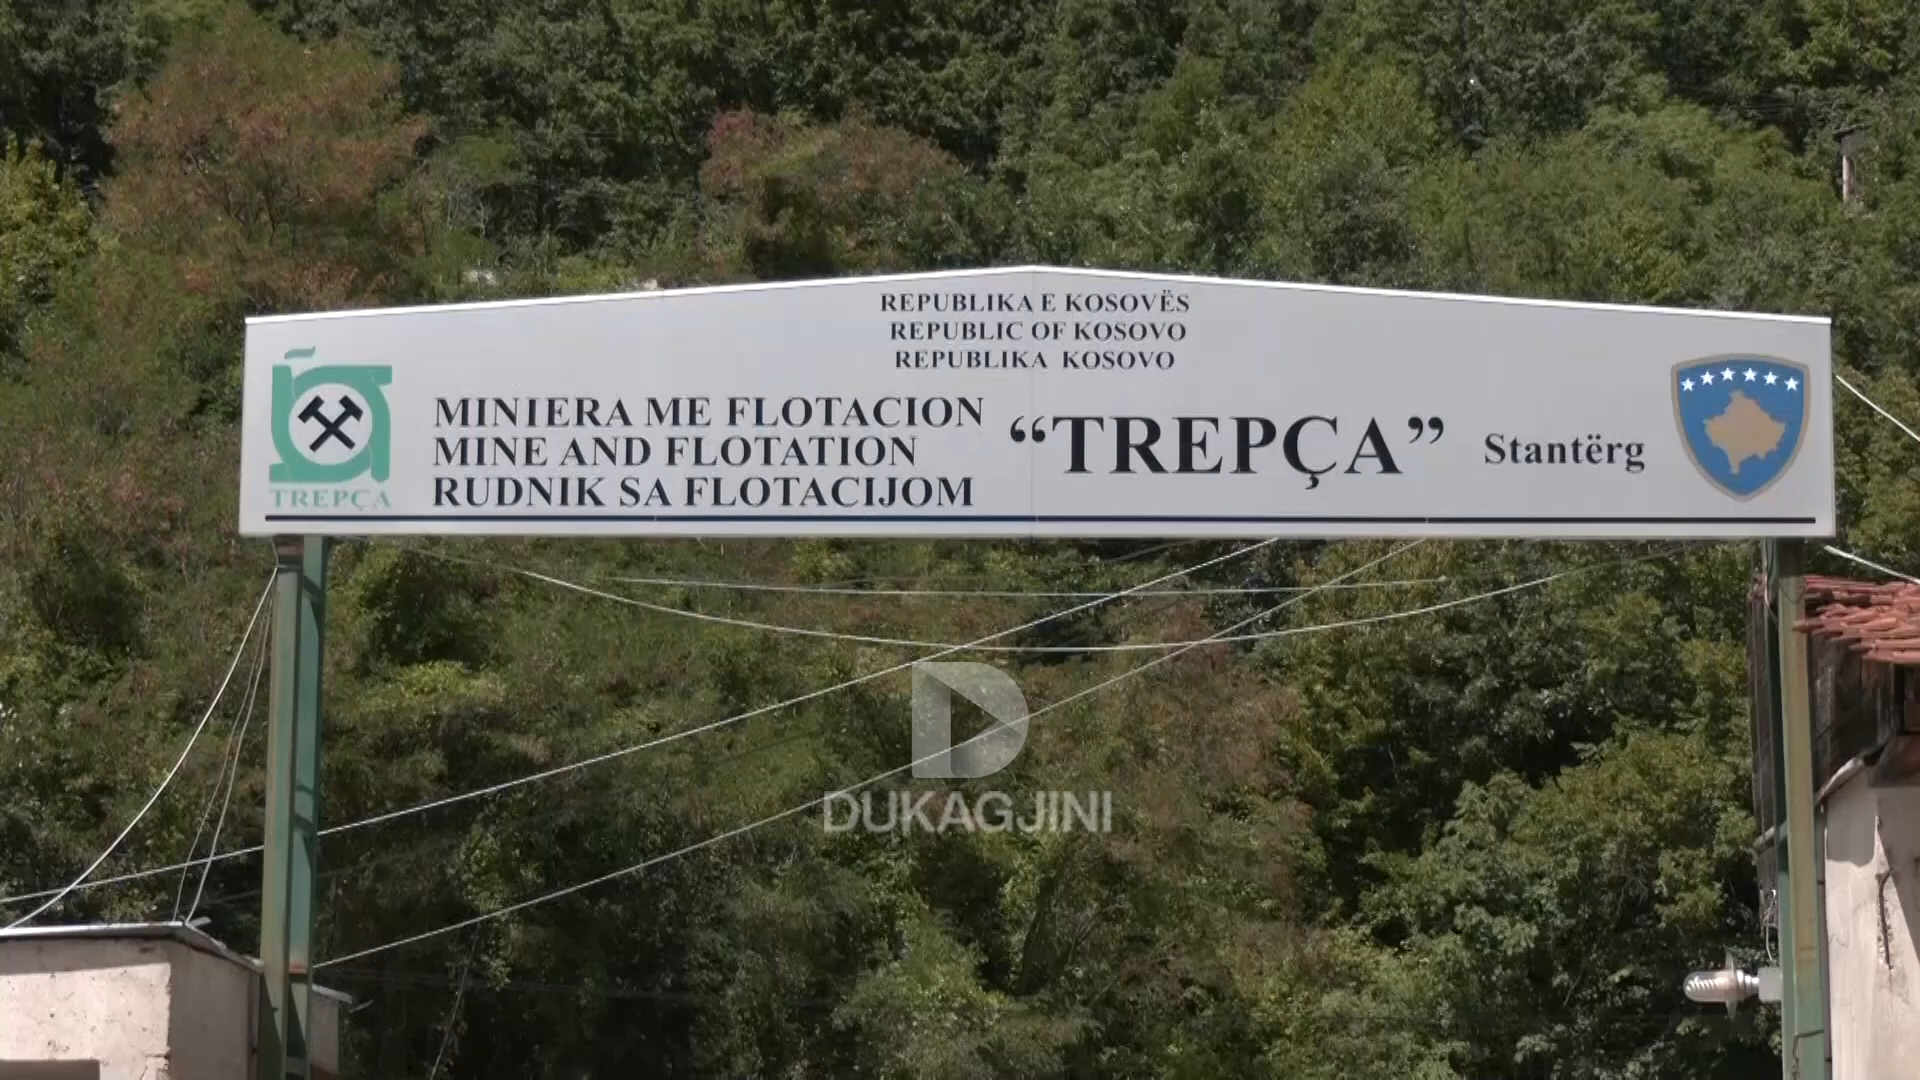 REPUBLIKA E KOSOVËS
REPUBLIC OF KOSOVO
REPUBLIKA KOSOVO
TREPÇA
MINIERA ME FLOTACION
MINE AND FLOTATION
RUDNIK SA FLOTACIJOM
“TREPÇA”
Stantërg
DUKAGJINI